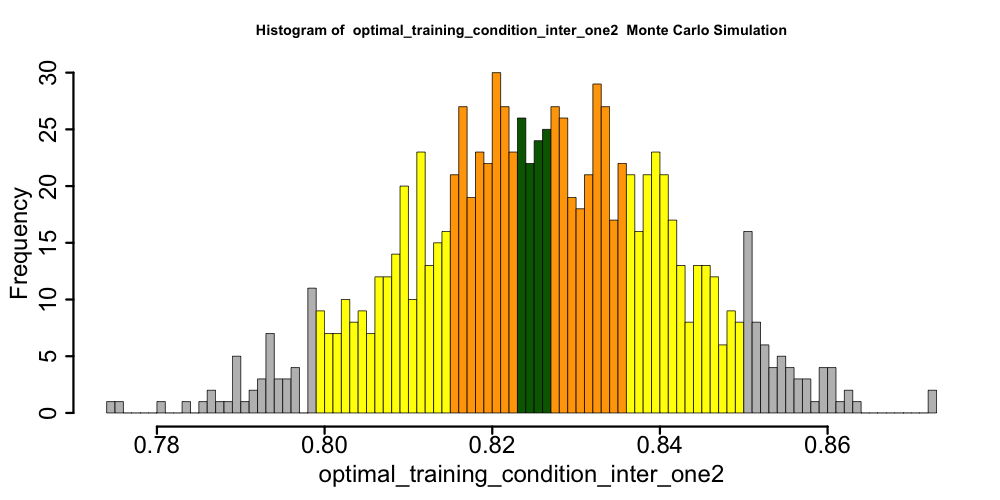 Histogram of optimal_training_condition_inter_one2 Monte Carlo Simulation
30
25
20
15
10
5
0
Frequency
0.78 0.80 0.82 0.84 0.86
optimal_training_condition_inter_one2